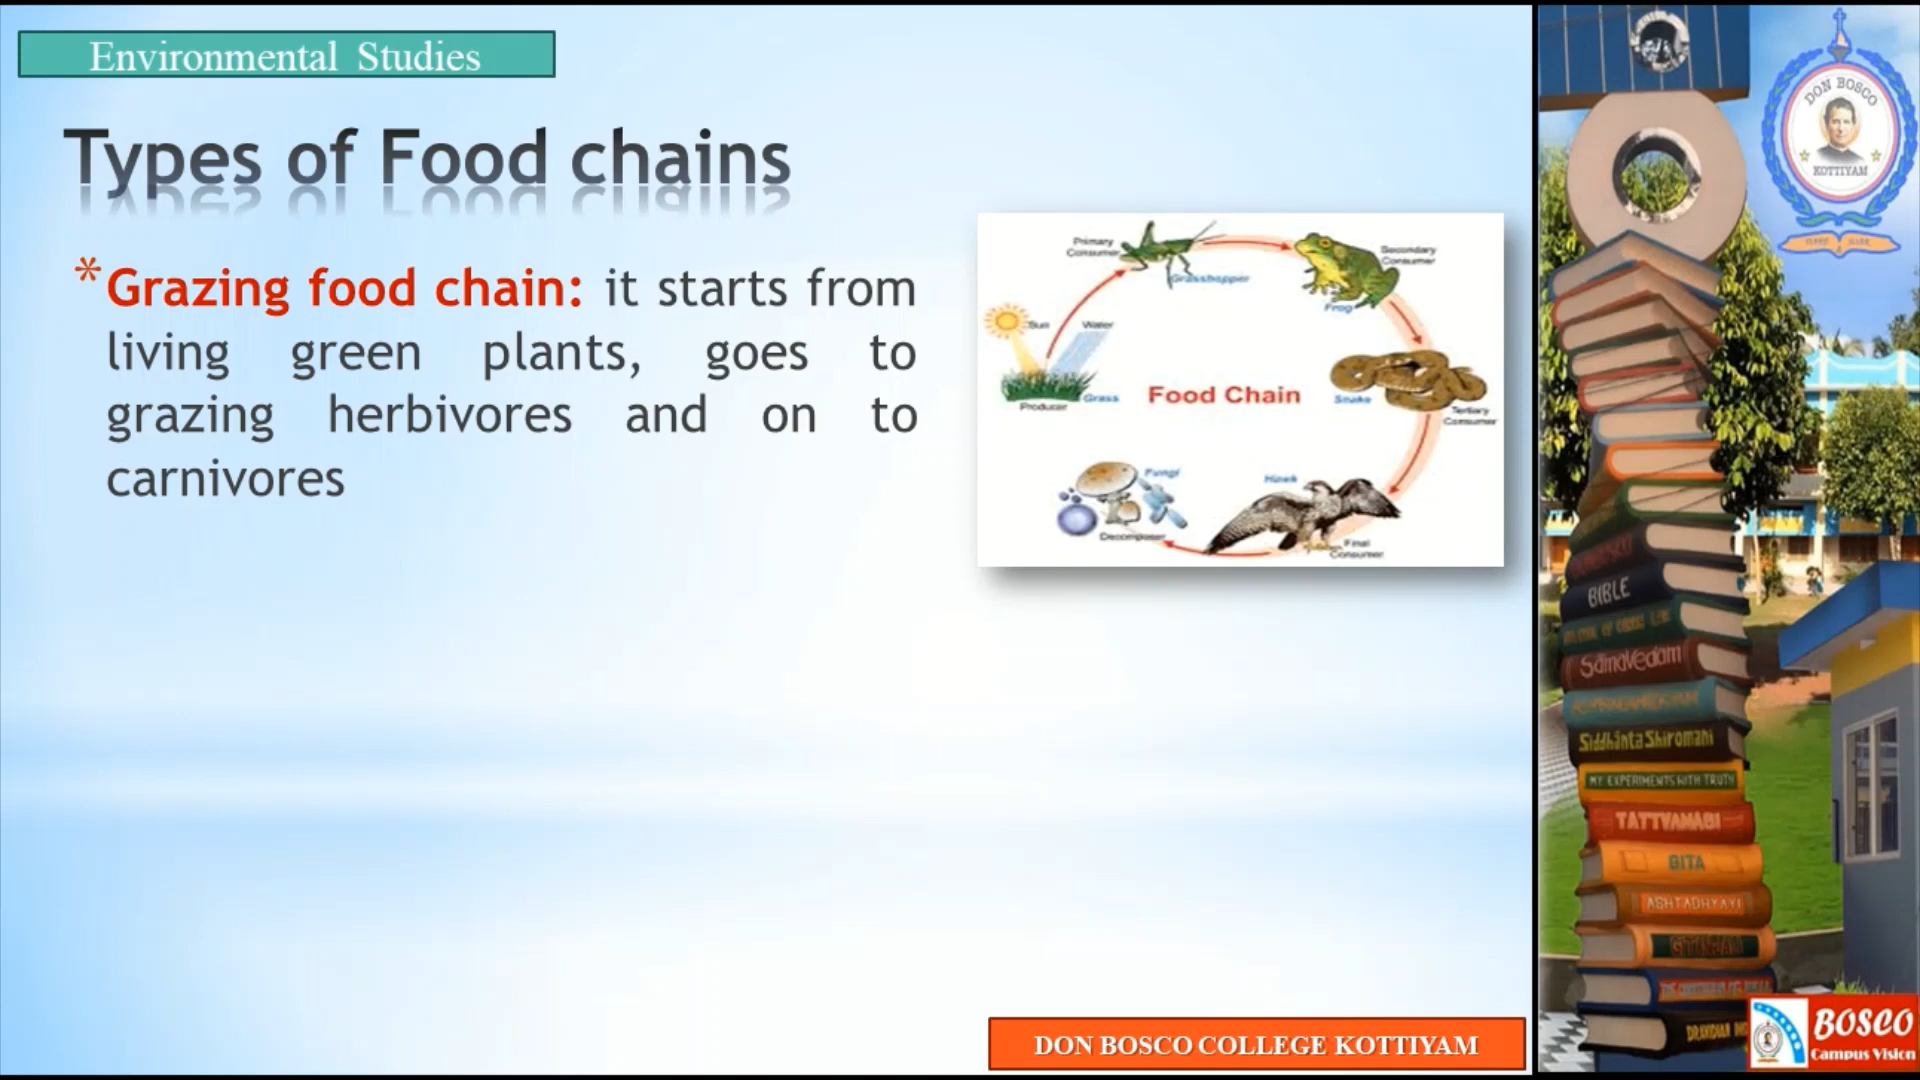 Environmental Studies
Types of Food chains
* Grazing food chain: it starts from
living green plants, goes to
grazing herbivores and on to
carnivores
Primary
Consumer
Grasshopper
Secondary
Consumer
Frog
Sun
Water
Grass
Producer
Food Chain
Snake
Tertiary
Consumer
Fungi
Decomposer
Hawk
Final
Consumer
DON BOSCO COLLEGE KOTTIYAM
DON BOSCO
KOTTIYAM
BIBLE
SamaVedam
Siddhānta Shiromani
MY EXPERIMENTS WITH TRUTH
GITA
ASHTADHYAYI
BOSCO
Campus Vision